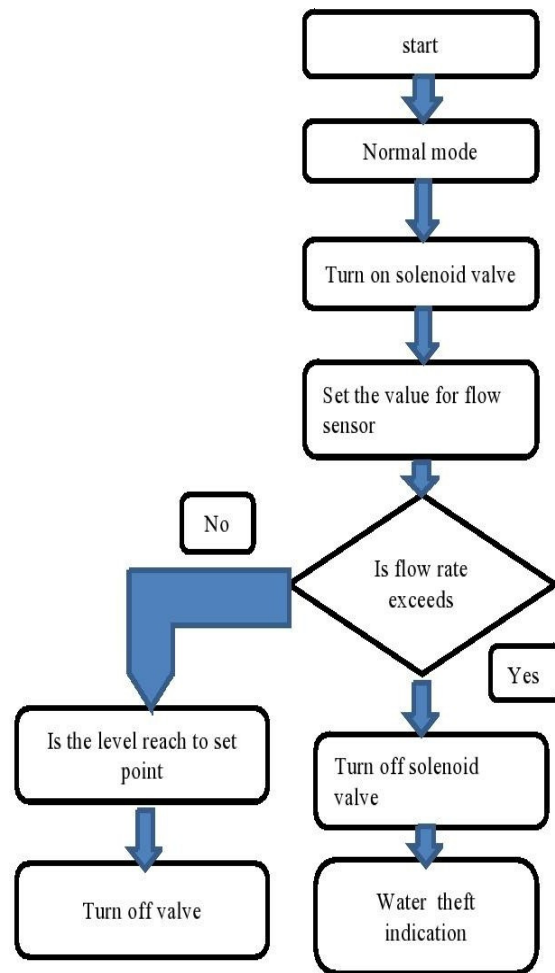 start
Normal mode
Turn on solenoid valve
Set the value for flow
sensor
Is flow rate
exceeds
No
Yes
Is the level reach to set
point
Turn off valve
Turn off solenoid
valve
Water theft
indication